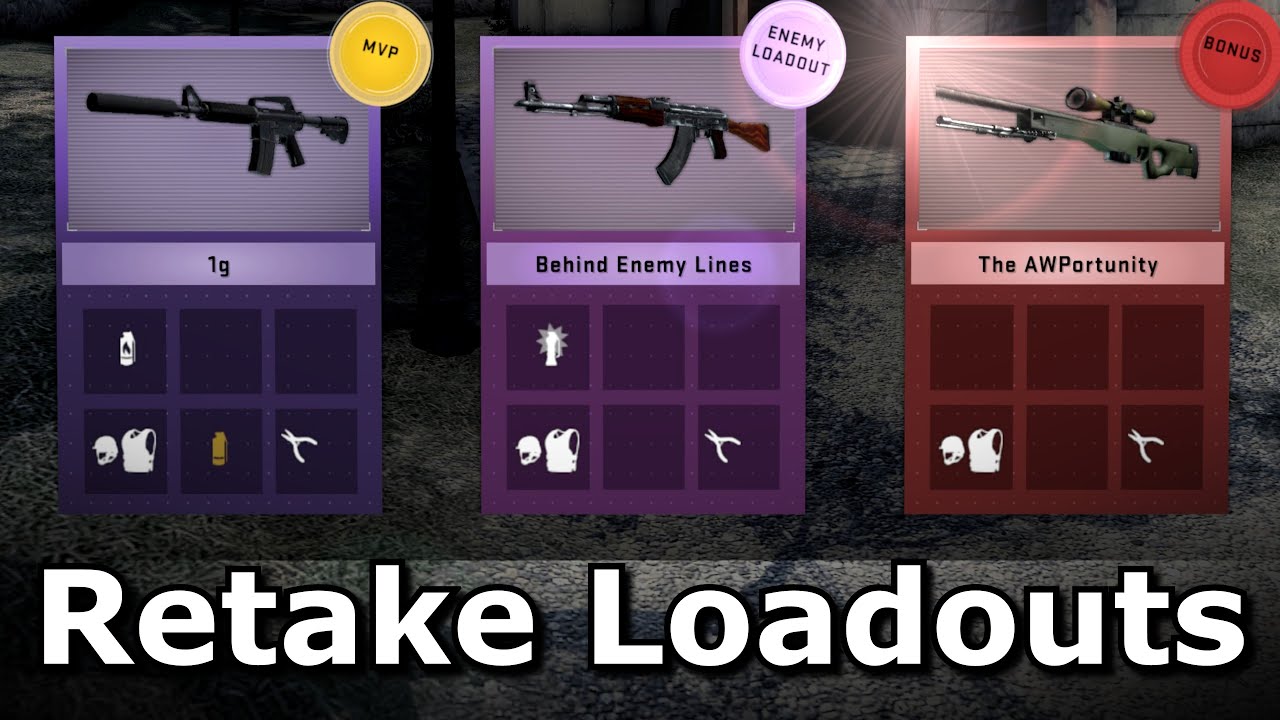 MVP
ENEMY
LOADOUT
BONUS
1g
Behind Enemy Lines
The AWPortunity
Retake Loadouts